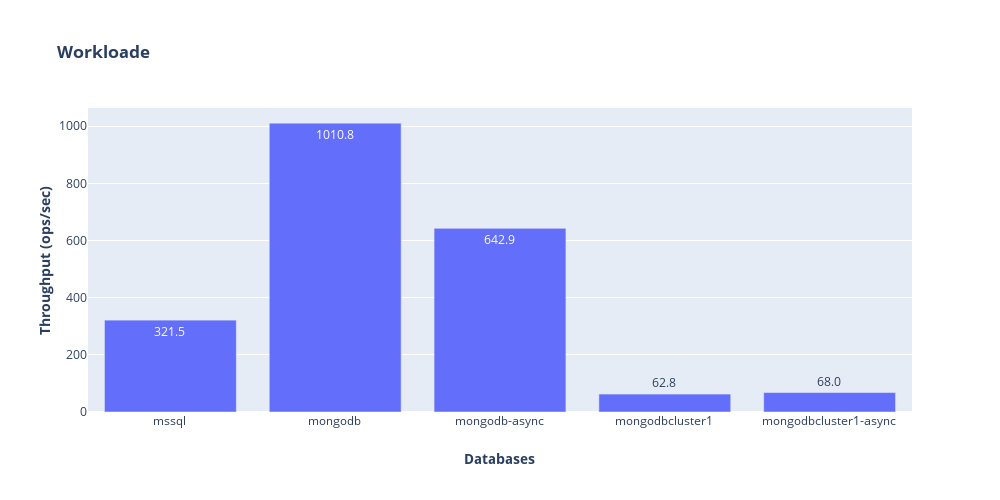 Workloade
Throughput (ops/sec)
1000
800
600
400
200
0
321.5
1010.8
642.9
62.8
68.0
mssql
mongodb
mongodb-async
mongodbcluster1
mongodbcluster1-async
Databases